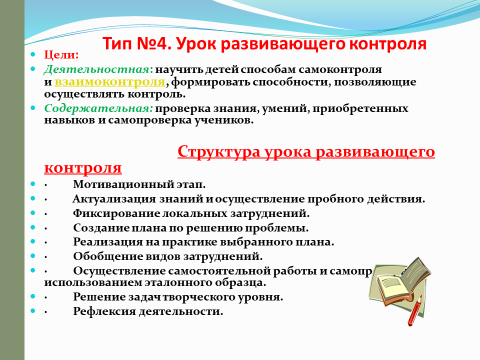 Тип №4. Урок развивающего контроля
Цели:
Деятельностная: научить детей способам самоконтроля
и взаимоконтроля, формировать способности, позволяющие
осуществлять контроль.
Содержательная: проверка знания, умений, приобретенных
навыков и самопроверка учеников.
Структура урока развивающего
контроля
· Мотивационный этап.
· Актуализация знаний и осуществление пробного действия.
· Фиксирование локальных затруднений.
· Создание плана по решению проблемы.
· Реализация на практике выбранного плана.
· Обобщение видов затруднений.
· Осуществление самостоятельной работы и
использованием эталонного образца.
· Решение задач творческого уровня.
· Рефлексия деятельности.